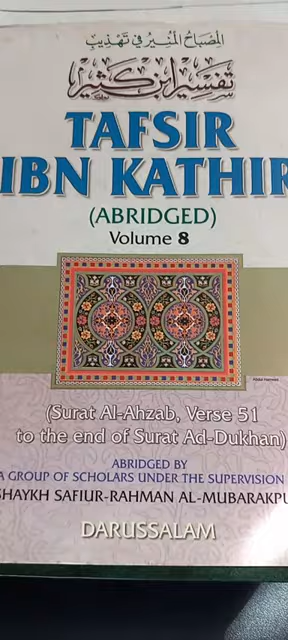 المصباح المنير في تهذيب
تفسير ابن كثير
TAFSIR
IBN KATHIR
(ABRIDGED)
Volume 8
(Surat Al-Ahzab, Verse 51
to the end of Surat Ad-Dukhan)
ABRIDGED BY
A GROUP OF SCHOLARS UNDER THE SUPERVISION
SHAYKH SAFIUR-RAHMAN AL-MUBARAKPU
DARUSSALAM